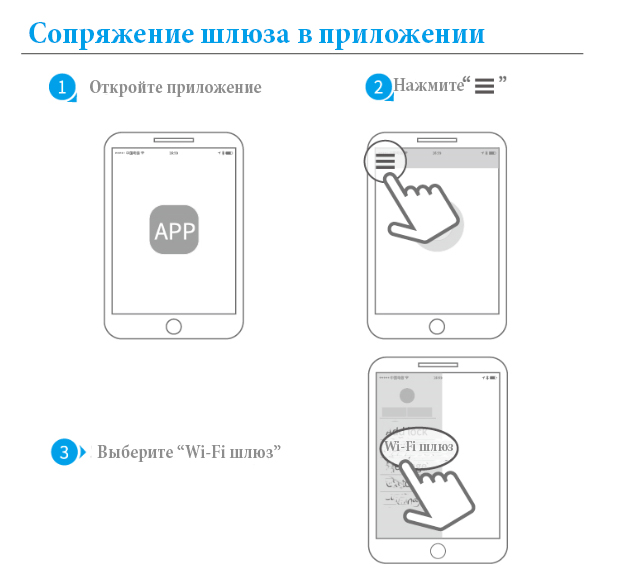 Сопряжение шлюза в приложении
1 Откройте приложение
2 Нажмите“ ≡ ”
APP
3 Выберите “Wi-Fi шлюз”
Wi-Fi шлюз